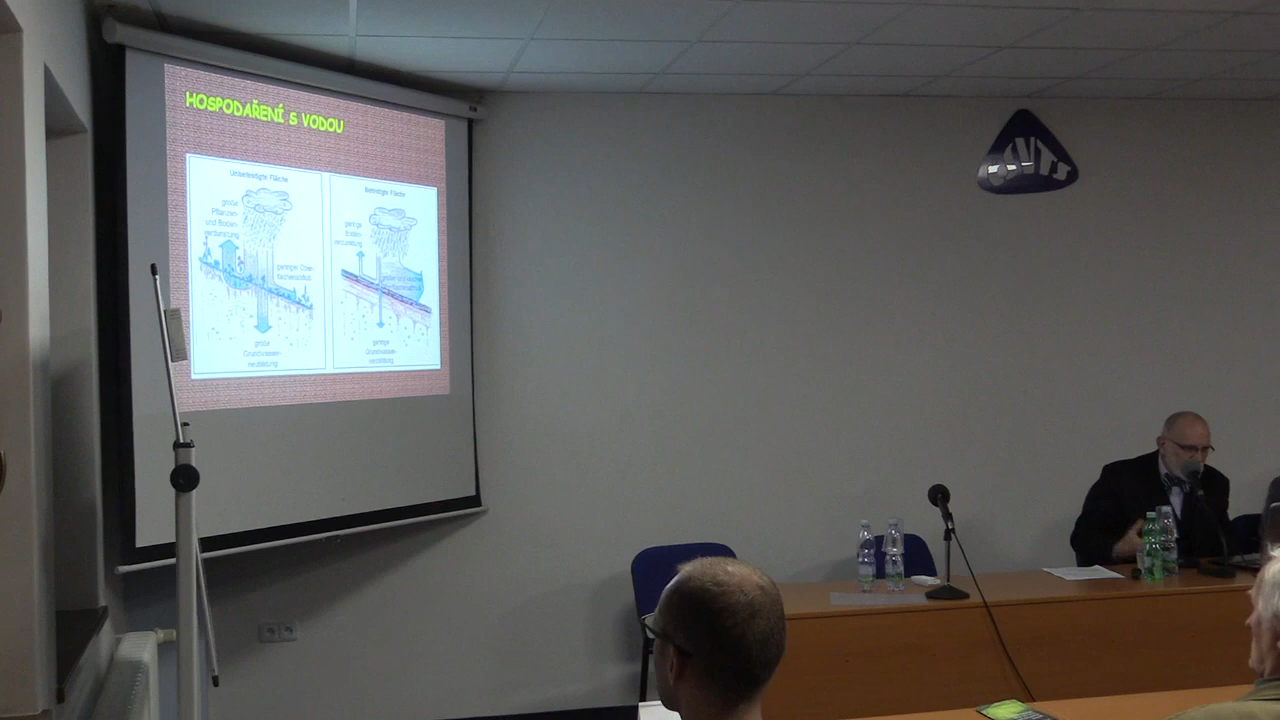 HOSPODAŘENÍ S VODOU
Unbefestigte Fläche
große
Pflanzen-
und Boden-
verdunstung
geringer Ober-
flächenabfluß
große
Grundwasser-
neubildung
Befestigte Fläche
geringe
Boden-
verdunstung
geringe
Grundwasser-
neubildung
ČSVTS